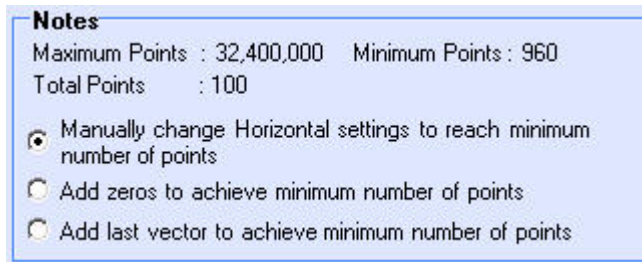 Notes
Maximum Points : 32,400,000 Minimum Points : 960
Total Points : 100
Manually change Horizontal settings to reach minimum
number of points
Add zeros to achieve minimum number of points
Add last vector to achieve minimum number of points